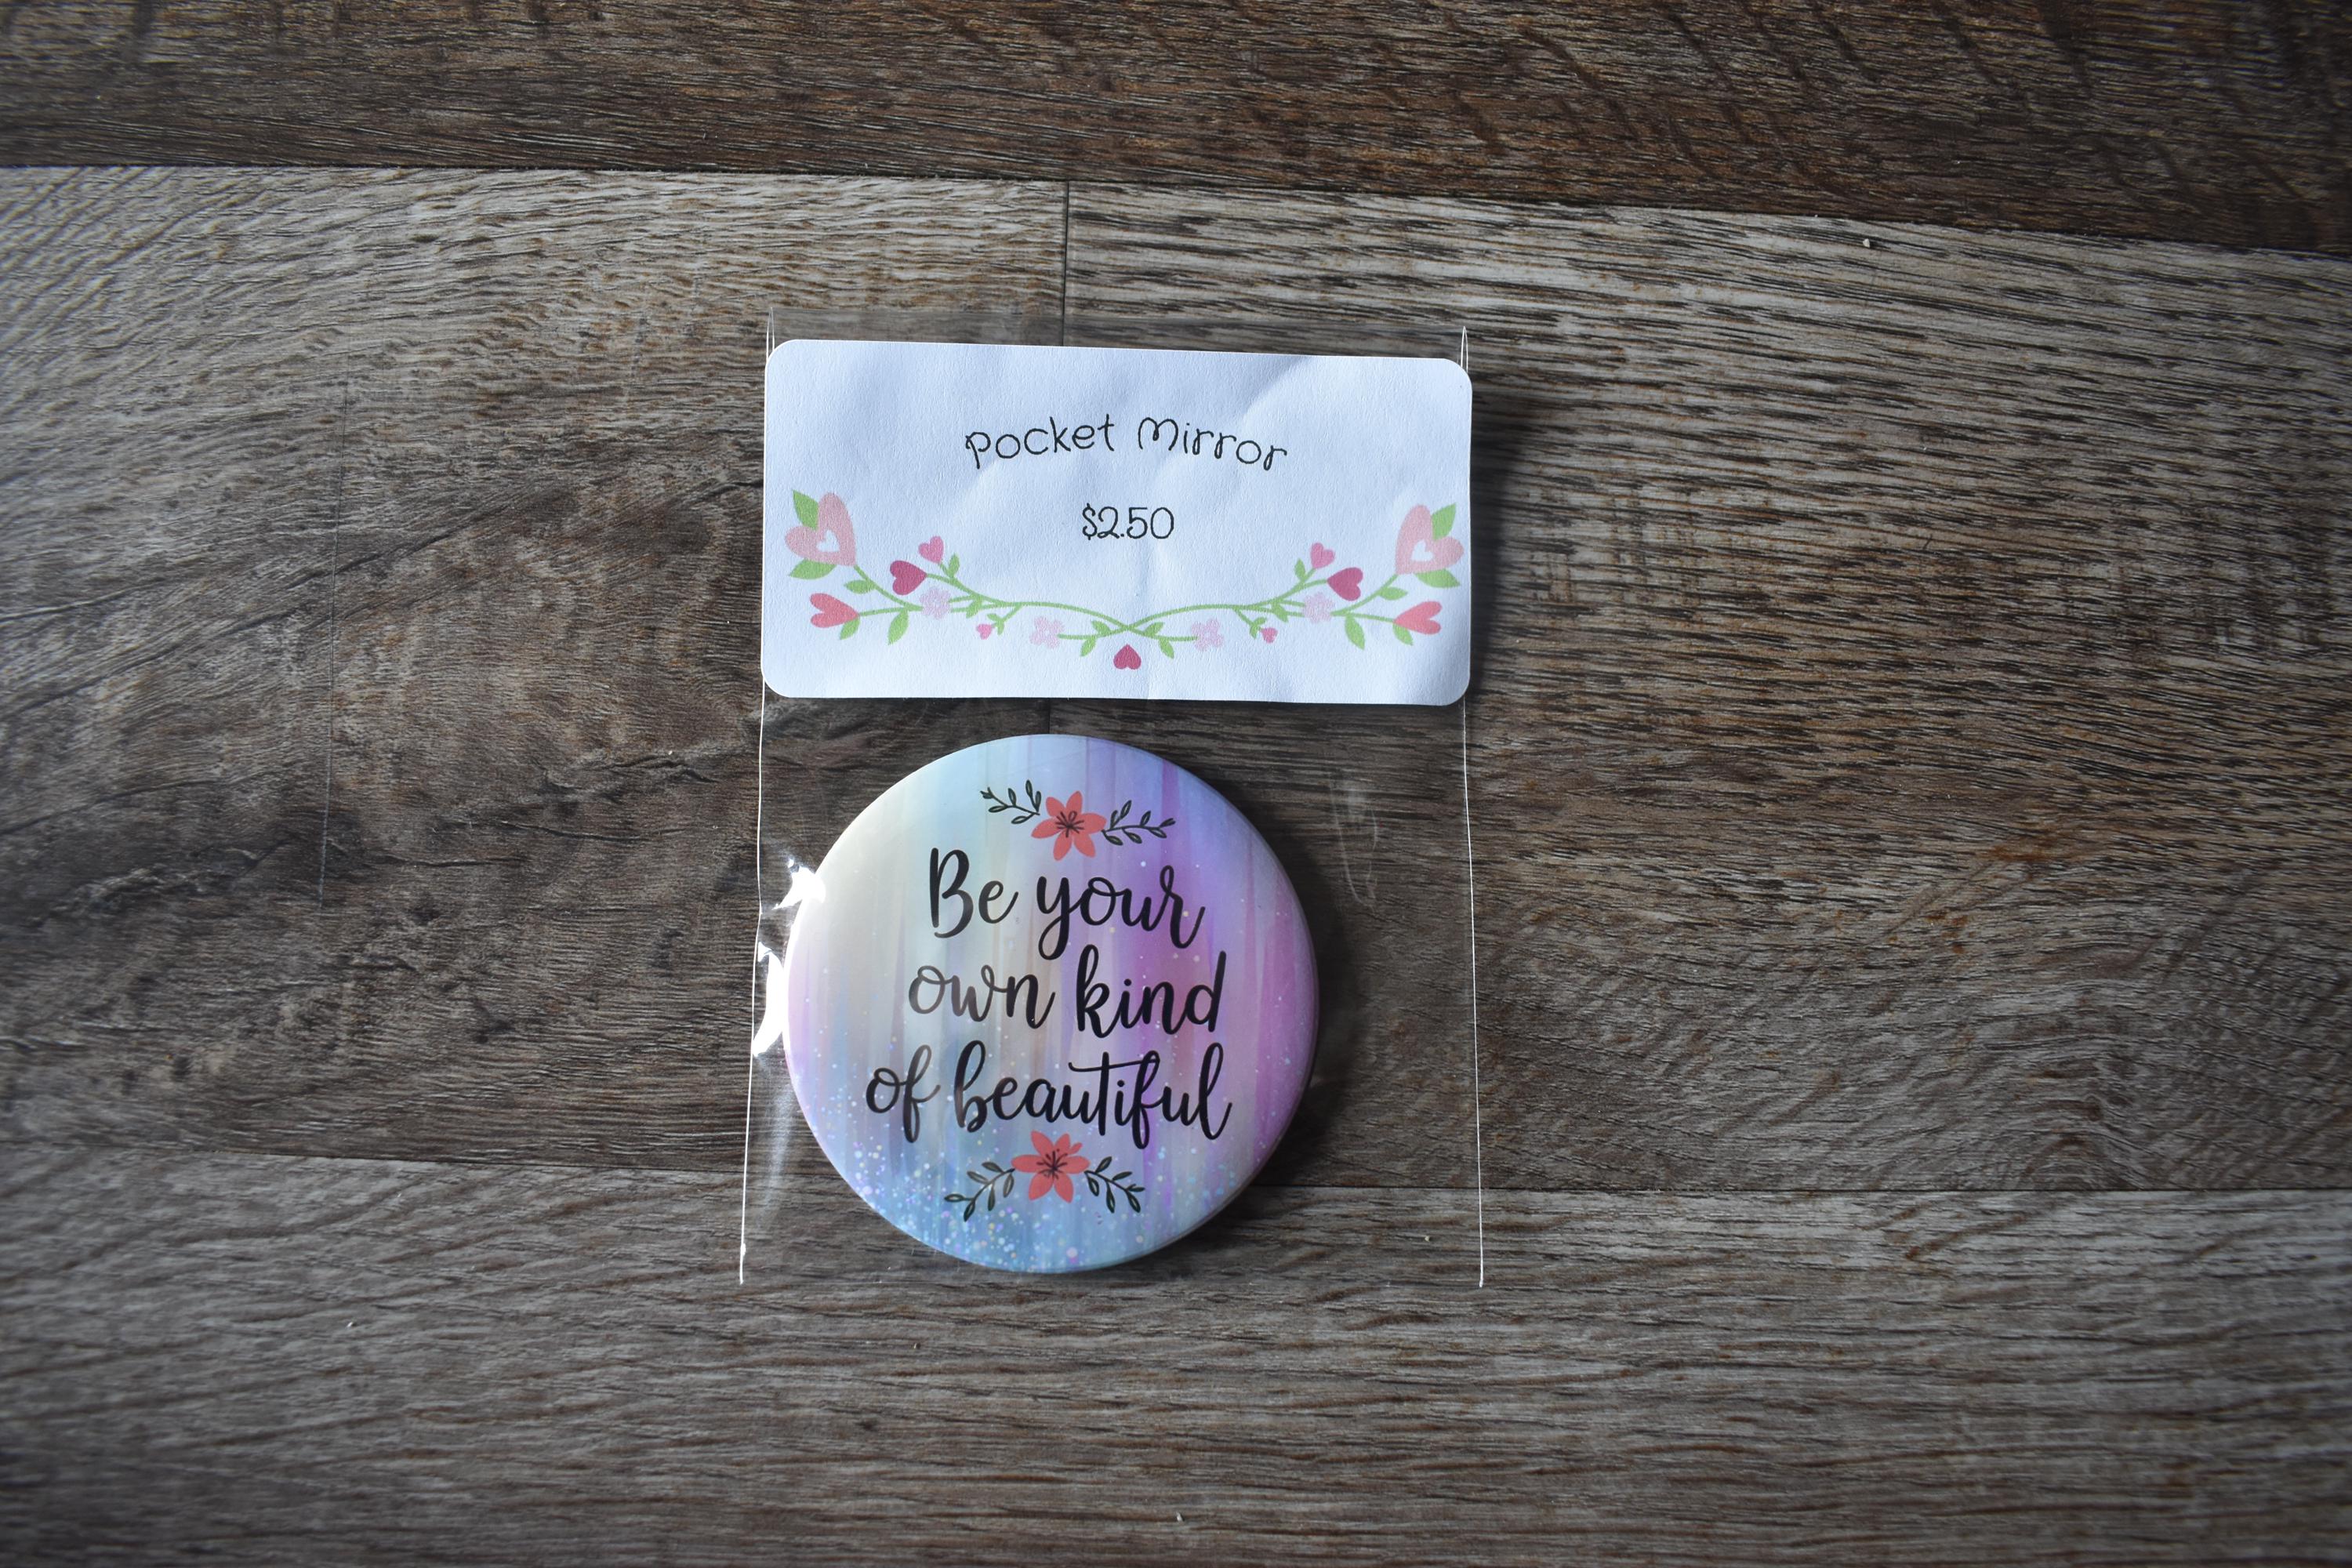 Pocket Mirror
$2.50
Be your
own kind
of beautiful